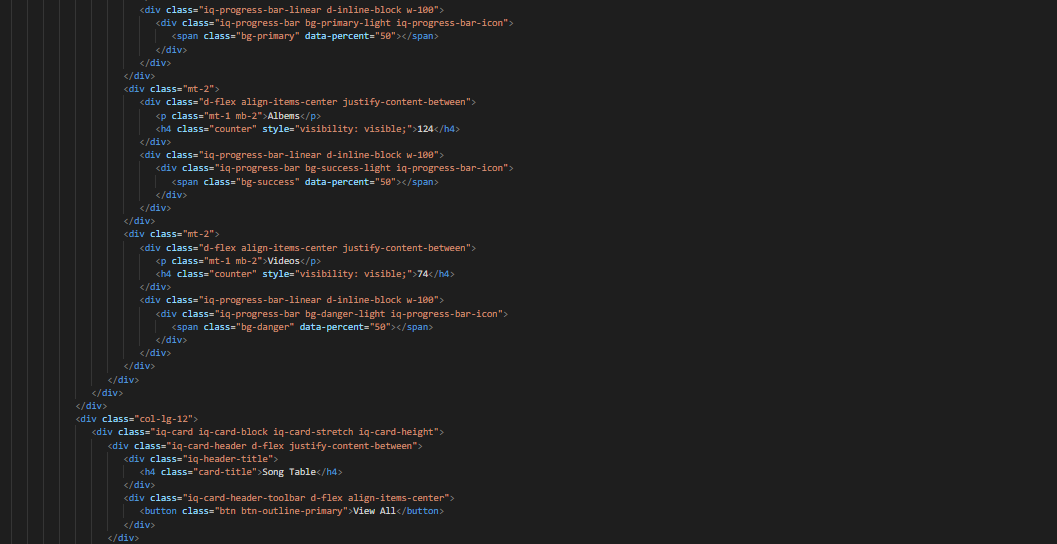 <div class="iq-progress-bar-linear d-inline-block w-100">
<div class="iq-progress-bar bg-primary-light iq-progress-bar-icon">
<span class="bg-primary" data-percent="50"></span>
</div>
</div>
</div>
<div class="mt-2">
<div class="d-flex align-items-center justify-content-between">
<p class="mt-1 mb-2">Albems</p>
<h4 class="counter" style="visibility: visible;">124</h4>
</div>
<div class="iq-progress-bar-linear d-inline-block w-100">
<div class="iq-progress-bar bg-success-light iq-progress-bar-icon">
<span class="bg-success" data-percent="50"></span>
</div>
</div>
</div>
<div class="mt-2">
<div class="d-flex align-items-center justify-content-between">
<p class="mt-1 mb-2">Videos</p>
<h4 class="counter" style="visibility: visible;">74</h4>
</div>
<div class="iq-progress-bar-linear d-inline-block w-100">
<div class="iq-progress-bar bg-danger-light iq-progress-bar-icon">
<span class="bg-danger" data-percent="50"></span>
</div>
</div>
</div>
</div>
</div>
</div>
<div class="col-lg-12">
<div class="iq-card iq-card-block iq-card-stretch iq-card-height">
<div class="iq-card-header d-flex justify-content-between">
<div class="iq-header-title">
<h4 class="card-title">Song Table</h4>
</div>
<div class="iq-card-header-toolbar d-flex align-items-center">
<button class="btn btn-outline-primary">View All</button>
</div>
</div>